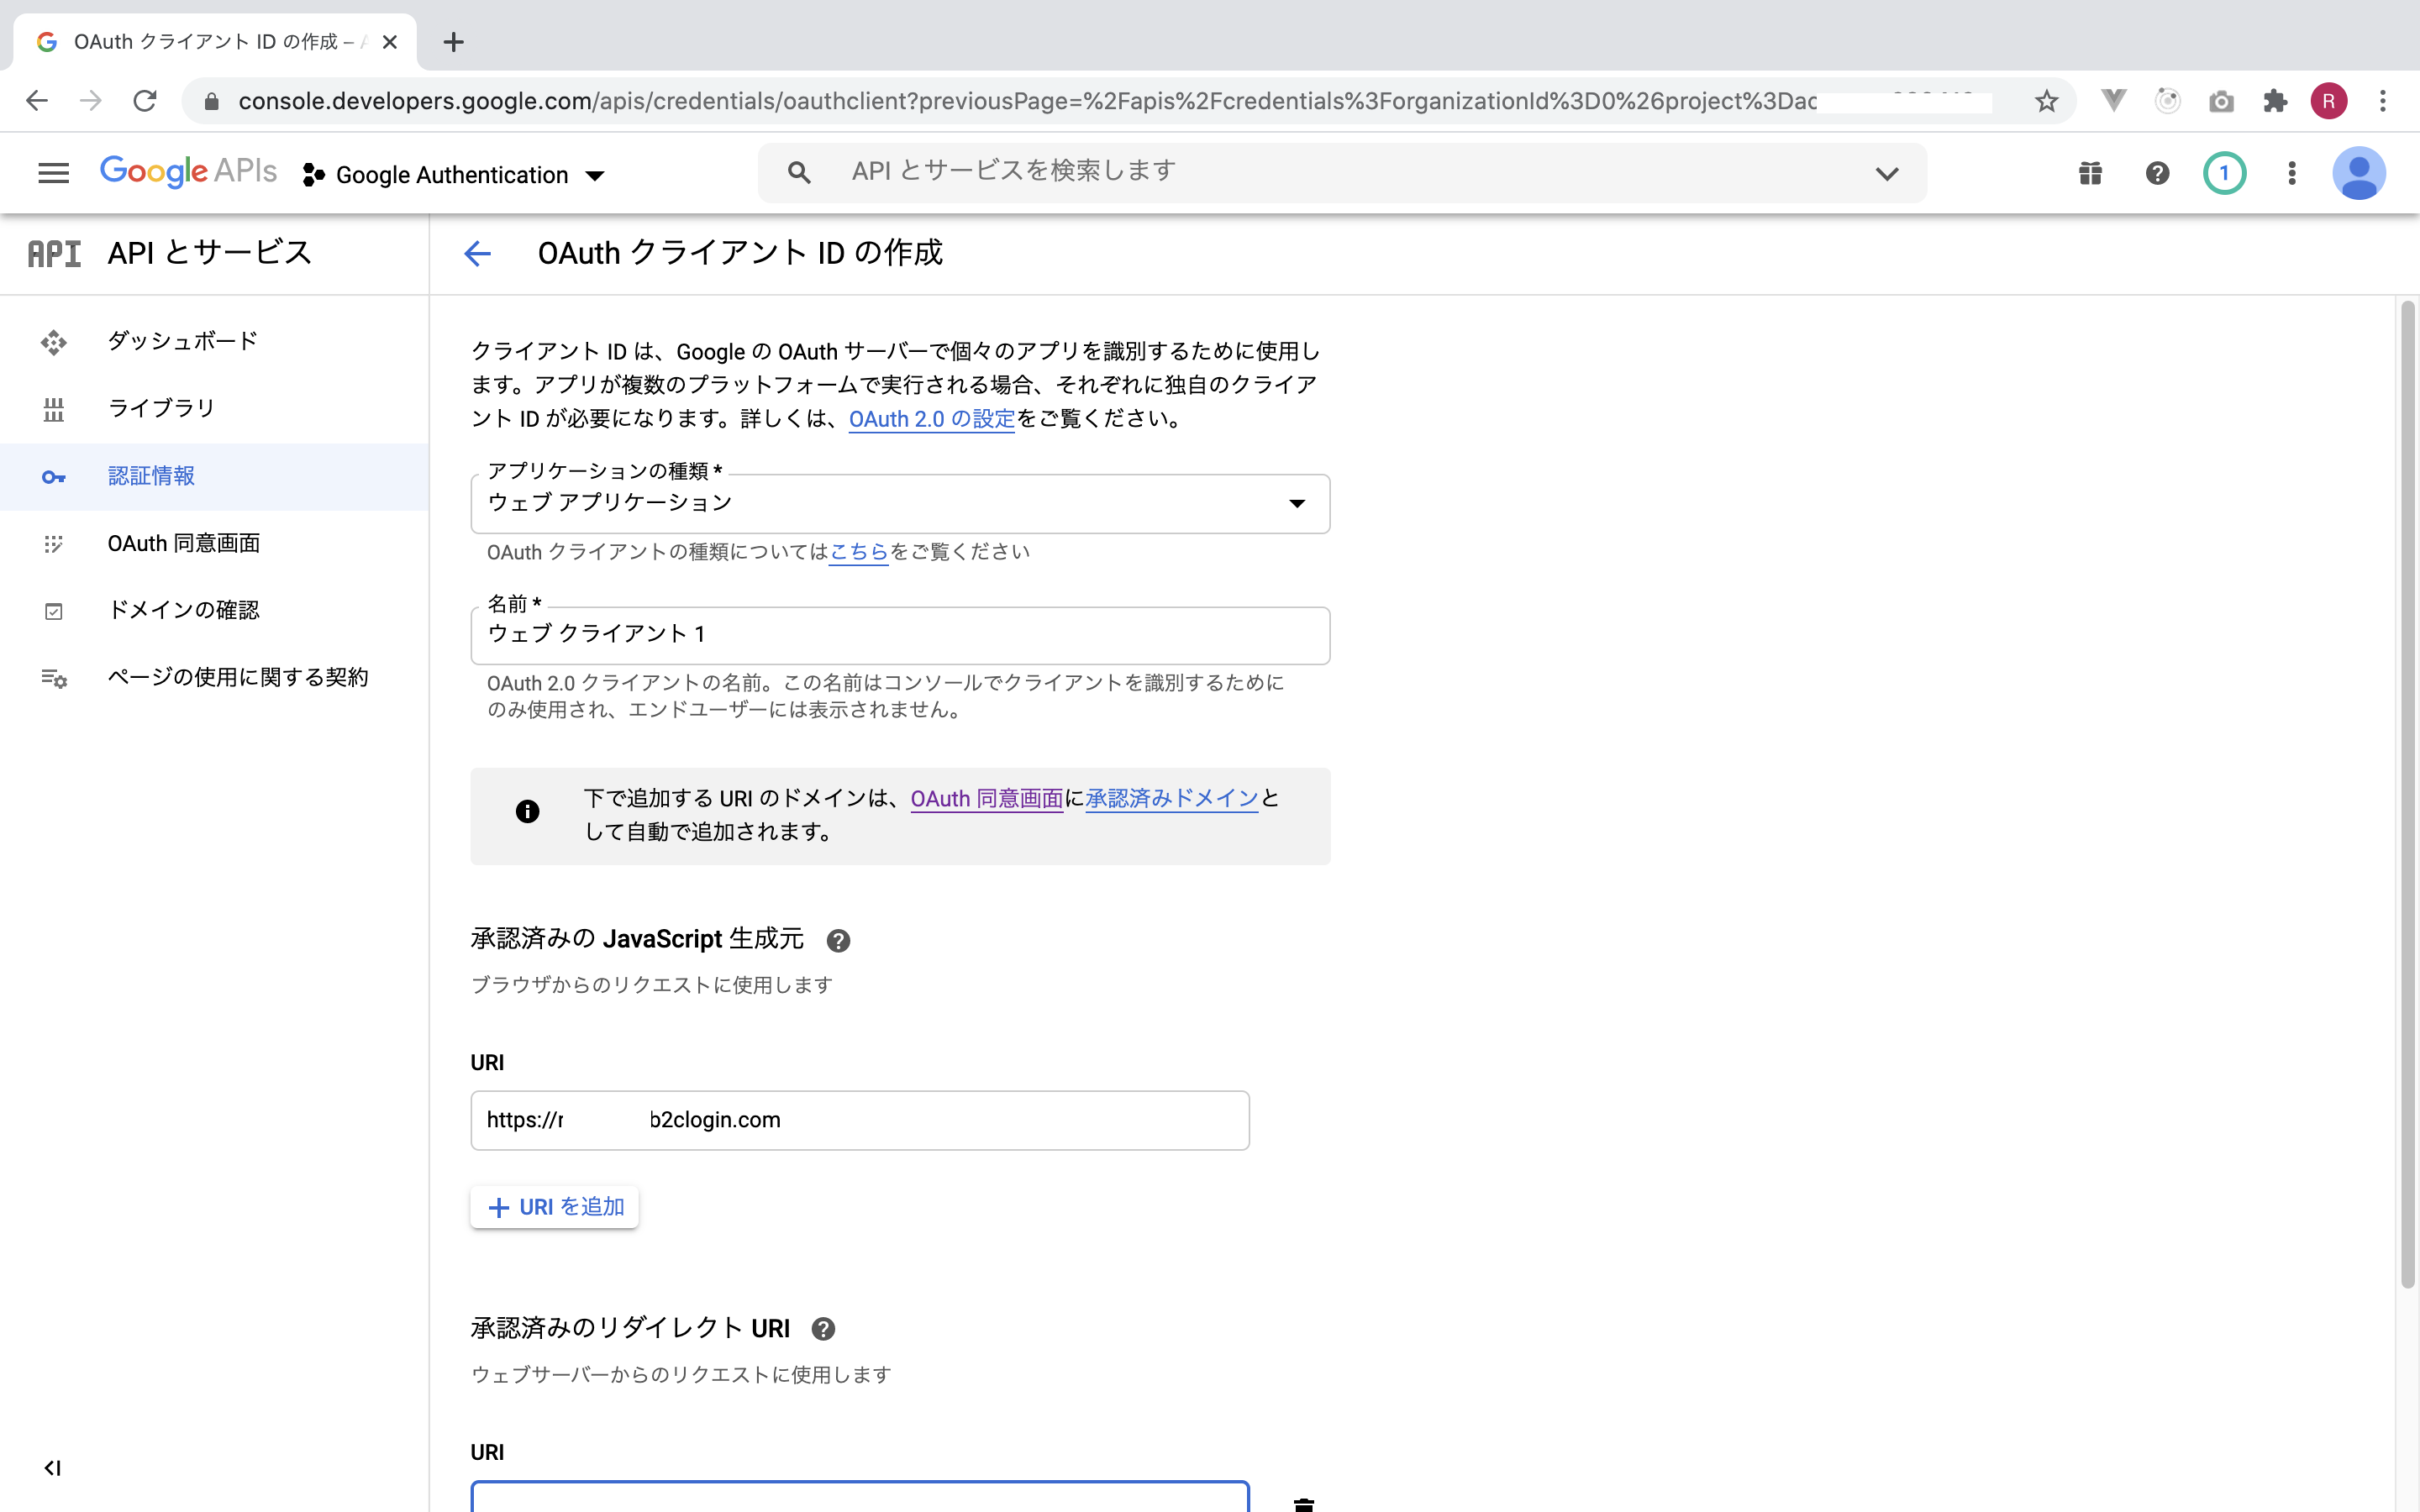 OAuth クライアント ID の作成 –
console.developers.google.com/apis/credentials/oauthclient?previousPage=%2Fapis%2Fcredentials%3ForganizationId%3D0%26project%3Dac
R
Google APIs
Google Authentication
API とサービスを検索します
1
API
API とサービス
OAuth クライアント ID の作成
ダッシュボード
ライブラリ
認証情報
OAuth 同意画面
ドメインの確認
ページの使用に関する契約
クライアント ID は、Google の OAuth サーバーで個々のアプリを識別するために使用し
ます。アプリが複数のプラットフォームで実行される場合、それぞれに独自のクライア
ント ID が必要になります。詳しくは、OAuth 2.0 の設定をご覧ください。
アプリケーションの種類 *
ウェブ アプリケーション
OAuth クライアントの種類についてはこちらをご覧ください
名前 *
ウェブ クライアント 1
OAuth 2.0 クライアントの名前。この名前はコンソールでクライアントを識別するために
のみ使用され、エンドユーザーには表示されません。
下で追加する URI のドメインは、OAuth 同意画面に承認済みドメインと
して自動で追加されます。
承認済みの JavaScript 生成元
ブラウザからのリクエストに使用します
URI
https:// b2clogin.com
URI を追加
承認済みのリダイレクト URI
ウェブサーバーからのリクエストに使用します
URI